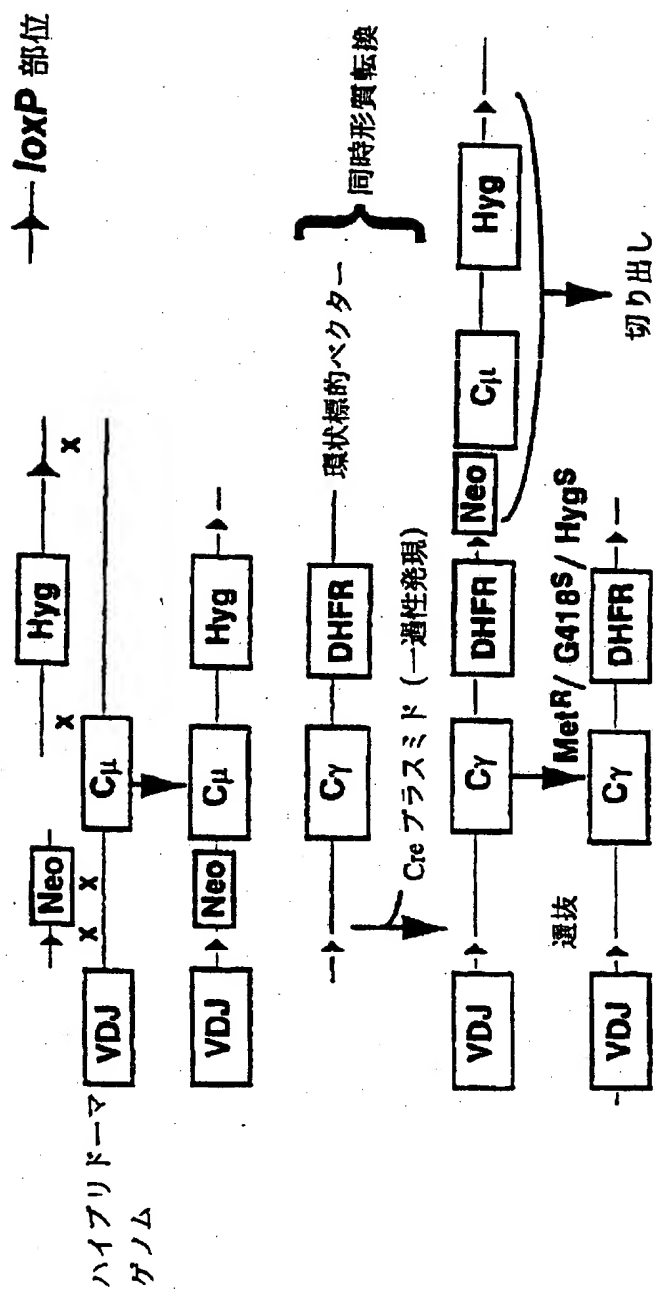 loxP 部位
Neo
Hyg
x x
x
x
ハイブリドーマ
ゲノム
VDJ
Cμ
VDJ
Neo
Cμ
Hyg
Cγ
DHFR
環状標的ベクター
同時形質転換
Cre プラスミド (一過性発現)
VDJ
Cγ
DHFR
Neo
Cμ
Hyg
選抜
MetR/ G418S/ HygS
切り出し
VDJ
Cγ
DHFR